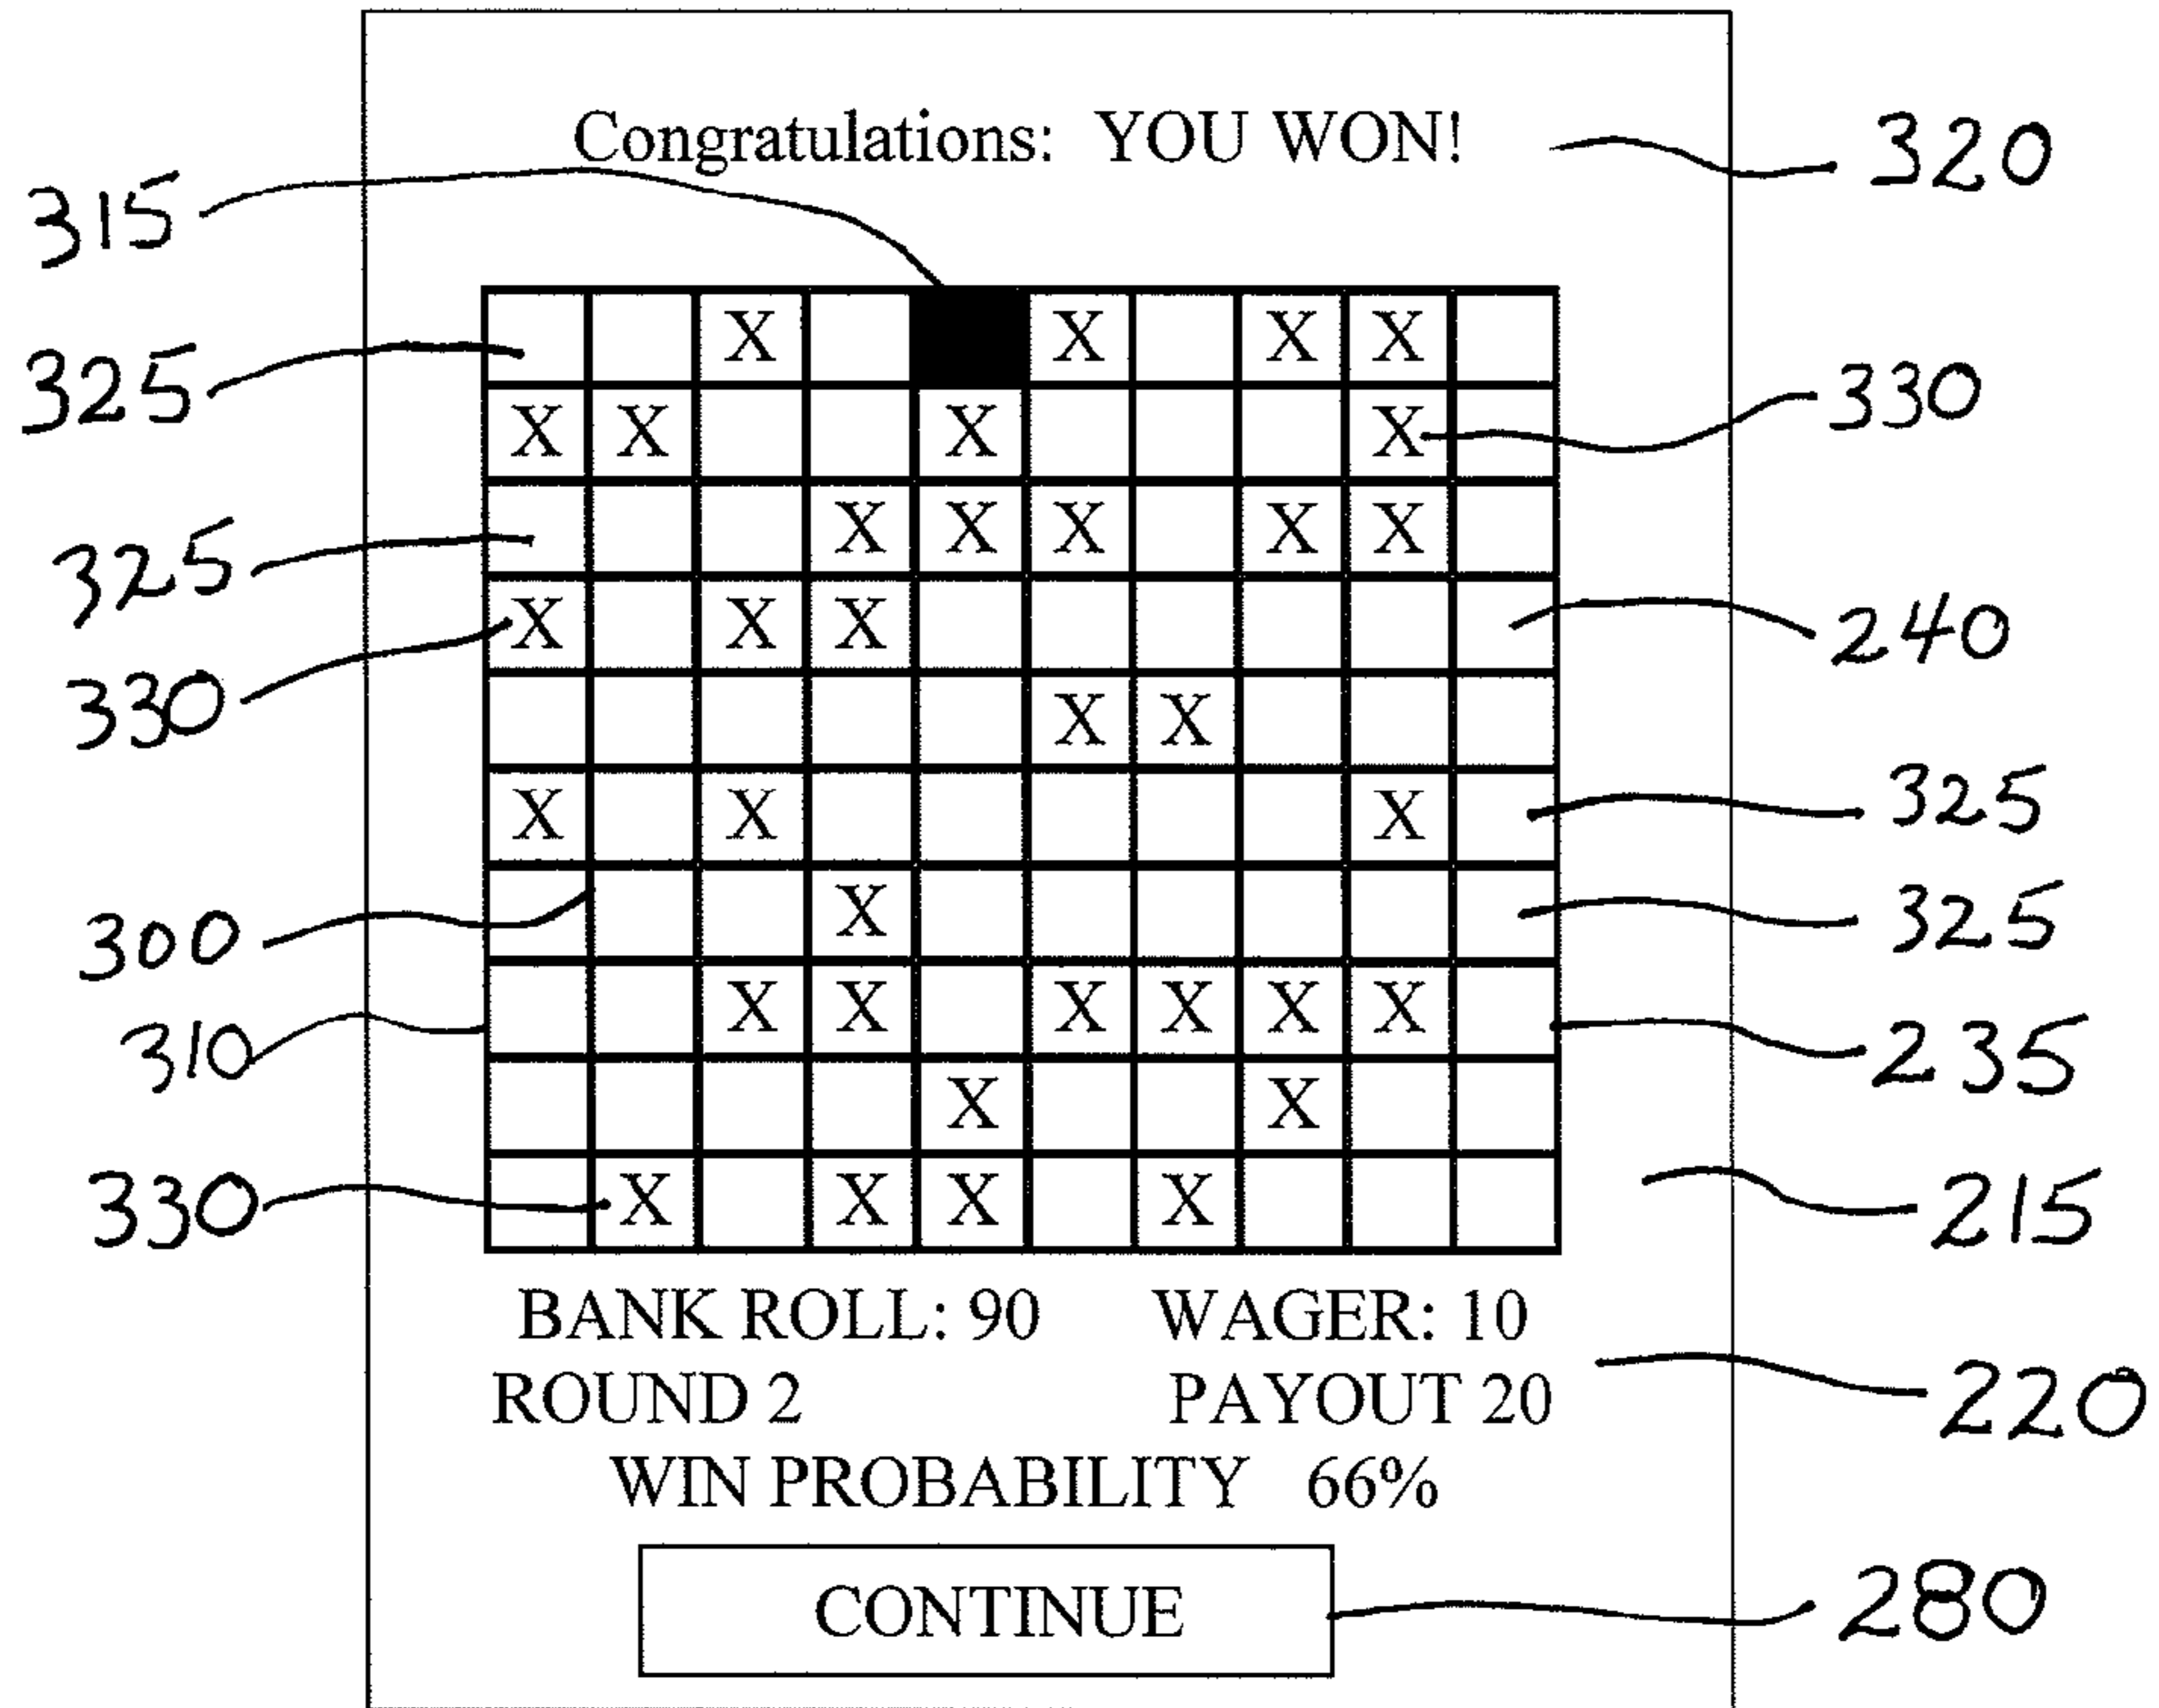 Congratulations: YOU WON!
320
315
X X X X
325
330
X X X X
X X X X X
325
240
X X X
330
X X
X X X
325
X
325
300
X X X X X X
310
235
X X
X X X X
330
215
BANK ROLL: 90 WAGER: 10
ROUND 2 PAYOUT 20
220
WIN PROBABILITY 66%
CONTINUE
280